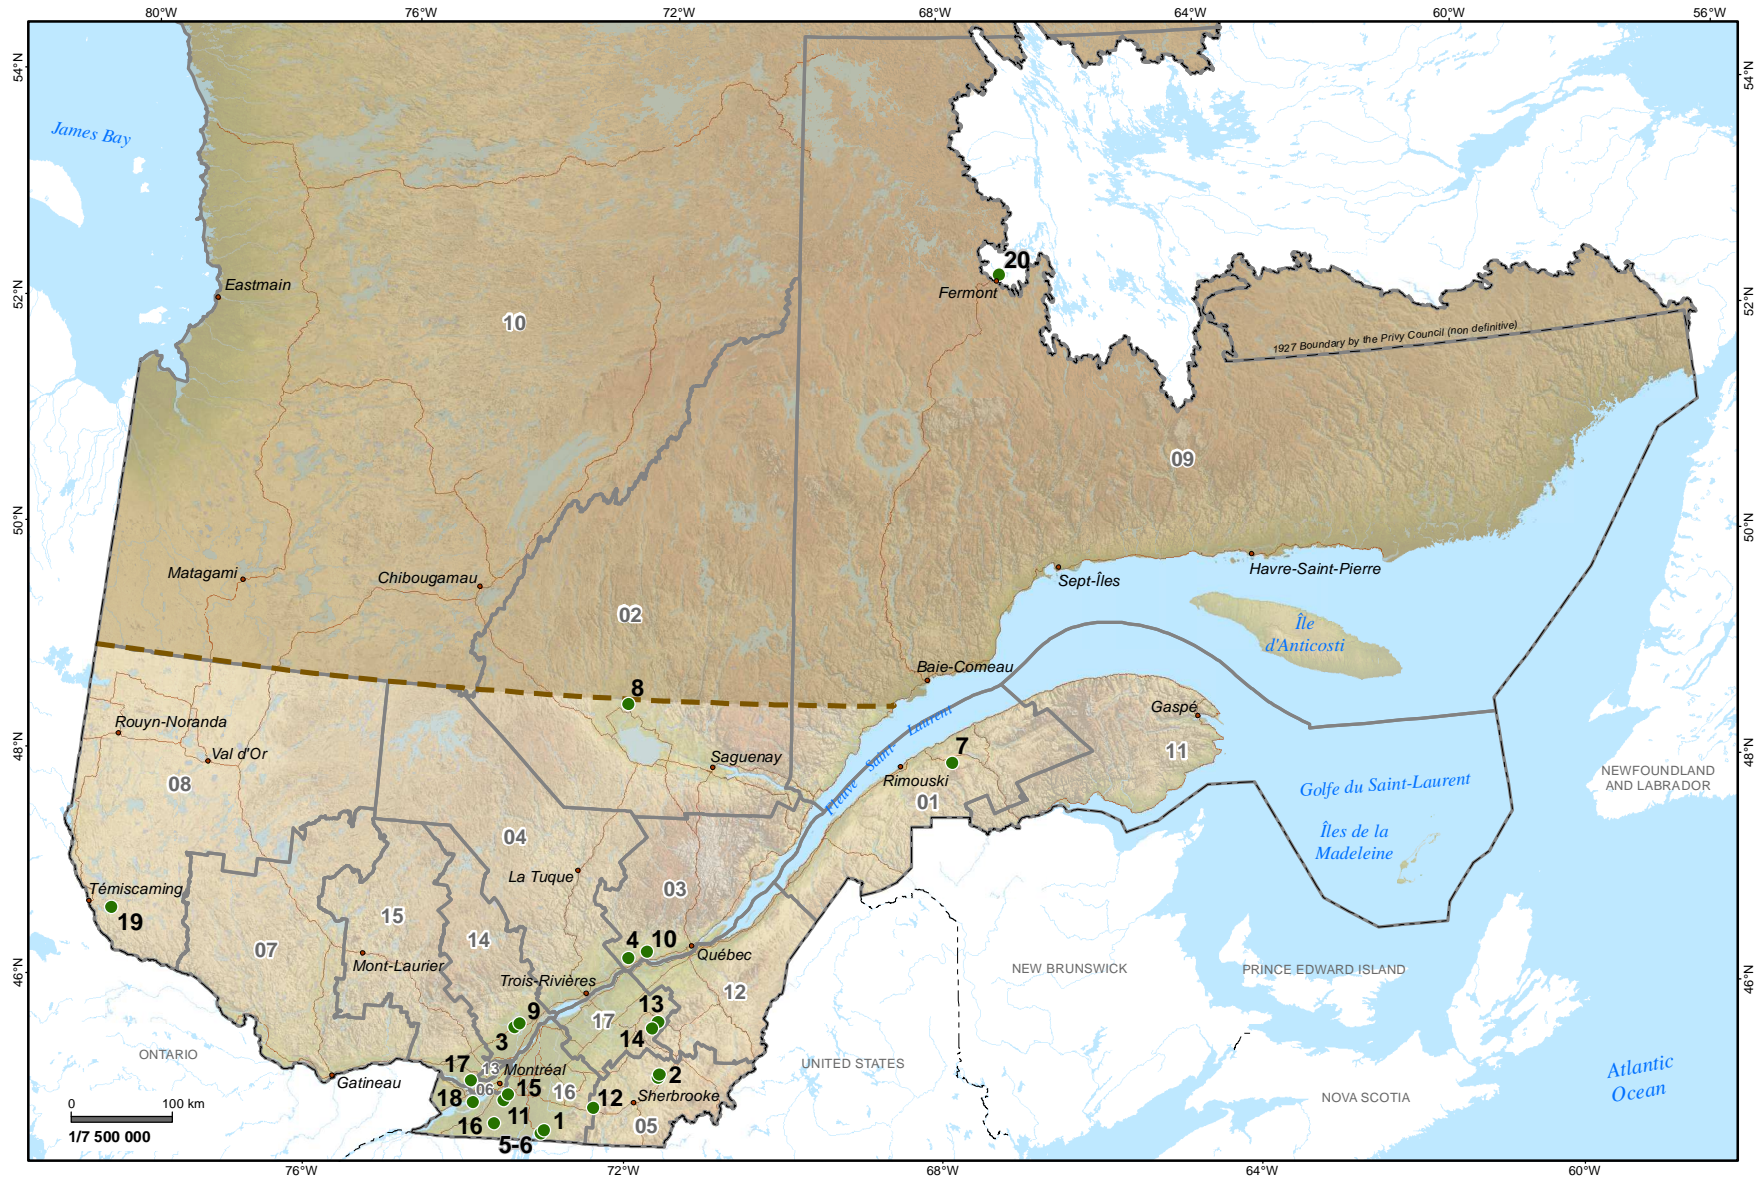 80°W
76°W
72°W
68°W
64°W
60°W
56°W
54°N
54°N
James Bay
20
Fermont
Eastmain
52°N
52°N
10
1927 Boundary by the Privy Council (non definitive)
09
50°N
50°N
Matagami
Chibougamau
Sept-Îles
Havre-Saint-Pierre
02
Île
d'Anticosti
Baie-Comeau
8
Rouyn-Noranda
Val d'Or
Saguenay
Fleuve Saint-Laurent
Gaspé
48°N
48°N
08
7
Rimouski
01
11
Golfe du Saint-Laurent
NEWFOUNDLAND
AND LABRADOR
Îles de la
Madeleine
04
La Tuque
03
Témiscaming
19
15
14
07
Mont-Laurier
4
10
Québec
46°N
46°N
Trois-Rivières
12
NEW BRUNSWICK
PRINCE EDWARD ISLAND
9
3
17
13
14
ONTARIO
17
13
Montréal
06
15
16
2
12
Sherbrooke
UNITED STATES
Gatineau
18
11
16
1
5-6
05
NOVA SCOTIA
Atlantic
Ocean
0
100 km
1/7 500 000
76°W
72°W
68°W
64°W
60°W